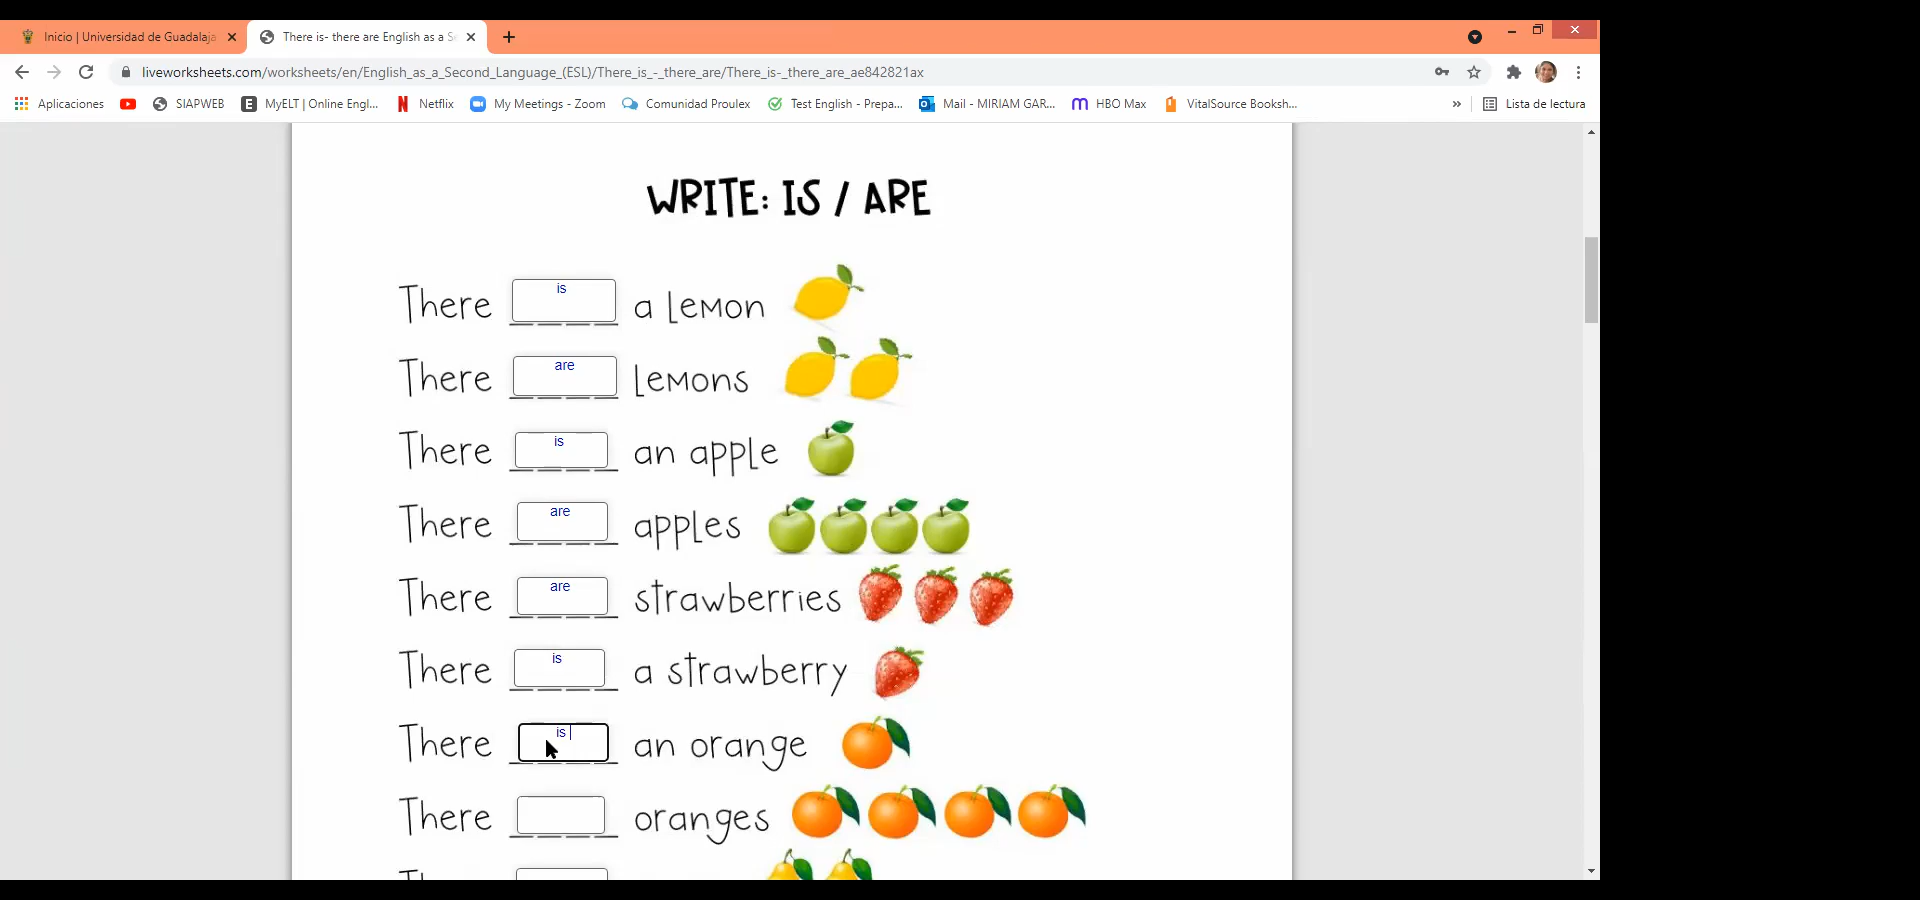 Inicio | Universidad de Guadalaja
There is- there are English as a S
liveworksheets.com/worksheets/en/English_as_a_Second_Language_(ESL)/There_is_-_there_are/There_is-_there_are_ae842821ax
Aplicaciones SIAPWEB MyELT | Online Engl... Netflix My Meetings - Zoom Comunidad Proulex Test English - Prepa... Mail - MIRIAM GAR... HBO Max VitalSource Booksh... » Lista de lectura
WRITE: IS / ARE
There is a lemon
There are lemons
There is an apple
There are apples
There are strawberries
There is a strawberry
There is an orange
There oranges